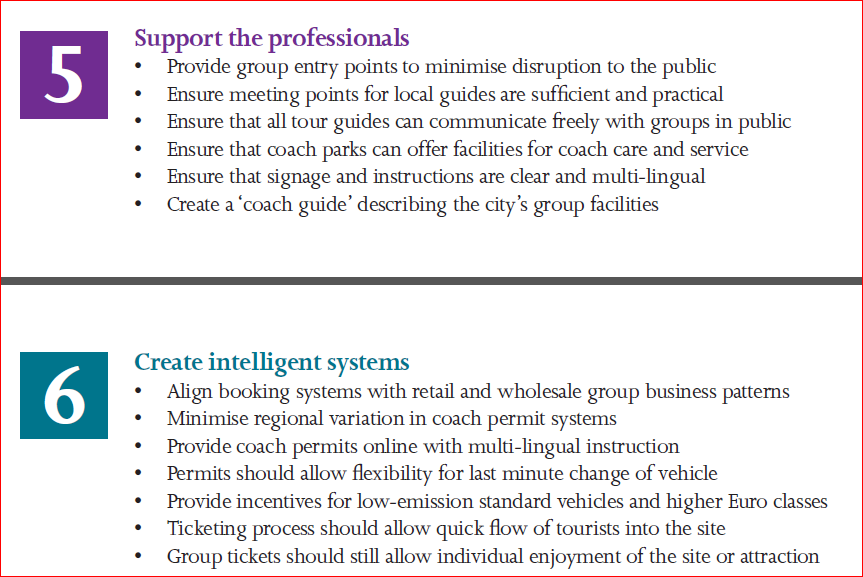 5
Support the professionals
• Provide group entry points to minimise disruption to the public
• Ensure meeting points for local guides are sufficient and practical
• Ensure that all tour guides can communicate freely with groups in public
• Ensure that coach parks can offer facilities for coach care and service
• Ensure that signage and instructions are clear and multi-lingual
• Create a ‘coach guide’ describing the city’s group facilities
6
Create intelligent systems
• Align booking systems with retail and wholesale group business patterns
• Minimise regional variation in coach permit systems
• Provide coach permits online with multi-lingual instruction
• Permits should allow flexibility for last minute change of vehicle
• Provide incentives for low-emission standard vehicles and higher Euro classes
• Ticketing process should allow quick flow of tourists into the site
• Group tickets should still allow individual enjoyment of the site or attraction